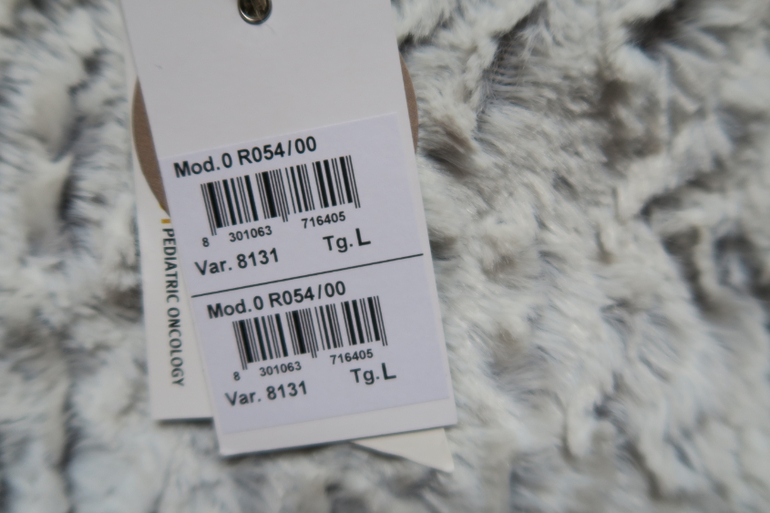 Mod.0 R054/00
8 301063 716405
Var. 8131 Tg.L
Mod.0 R054/00
8 301063 716405
Var. 8131 Tg.L
PEDIATRIC ONCOLOGY